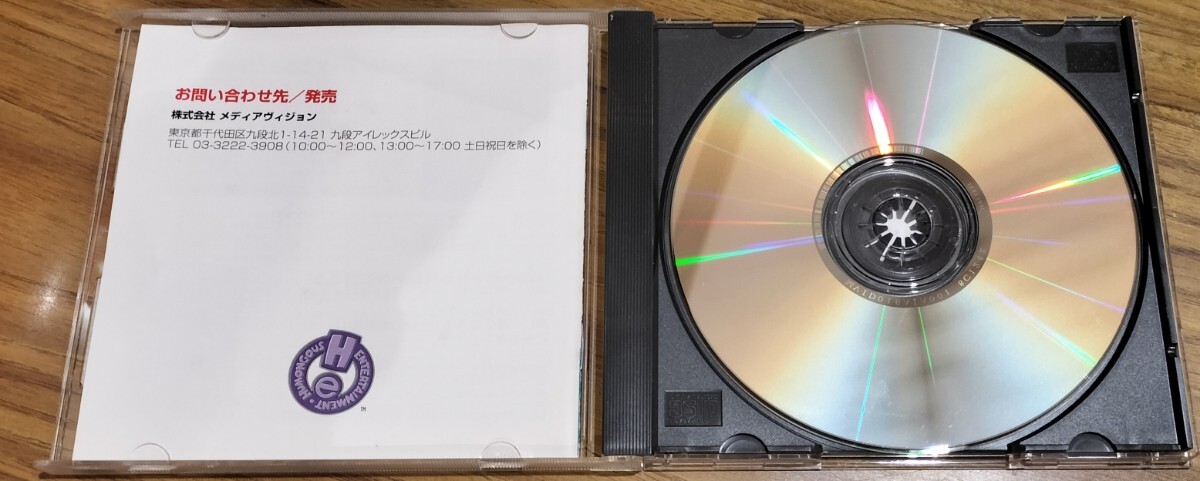 お問い合わせ先／発売
株式会社 メディアヴィジョン
東京都千代田区九段北1-14-21 九段アイレックスビル
TEL 03-3222-3908（10:00〜12:00、13:00〜17:00 土日祝日を除く）
He
HUMONGOUS ENTERTAINMENT
TM